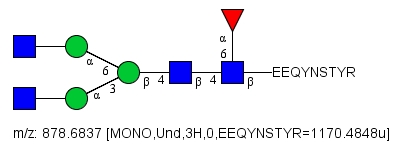 α
6
α
6
β 4 β 4 β EEQYNSTYR
α 3
m/z: 878.6837 [MONO,Und,3H,0,EEQYNSTYR=1170.4848u]